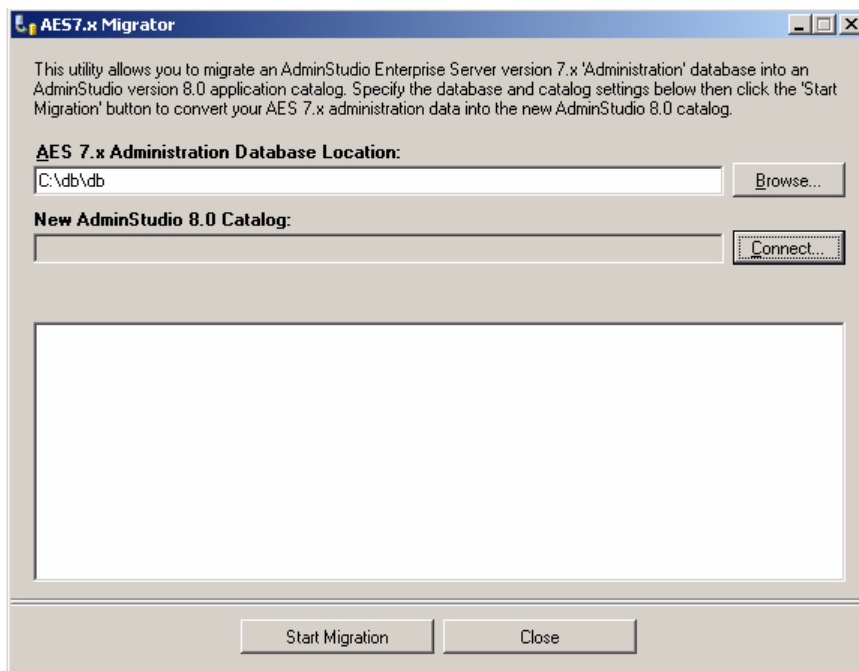 AES7.x Migrator
This utility allows you to migrate an AdminStudio Enterprise Server version 7.x 'Administration' database into an
AdminStudio version 8.0 application catalog. Specify the database and catalog settings below then click the 'Start
Migration' button to convert your AES 7.x administration data into the new AdminStudio 8.0 catalog.
AES 7.x Administration Database Location:
C:\db\db
Browse...
New AdminStudio 8.0 Catalog:
Connect...
Start Migration
Close